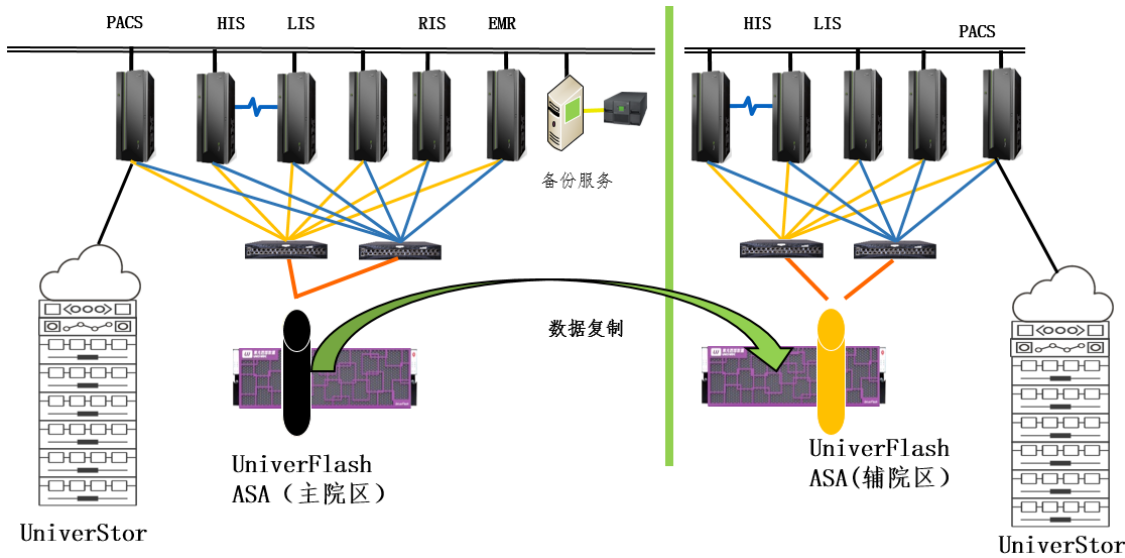 PACS
HIS
LIS
RIS
EMR
HIS
LIS
PACS
备份服务
数据复制
UniverFlash
ASA（主院区）
UniverFlash
ASA(辅院区）
UniverStor
UniverStor